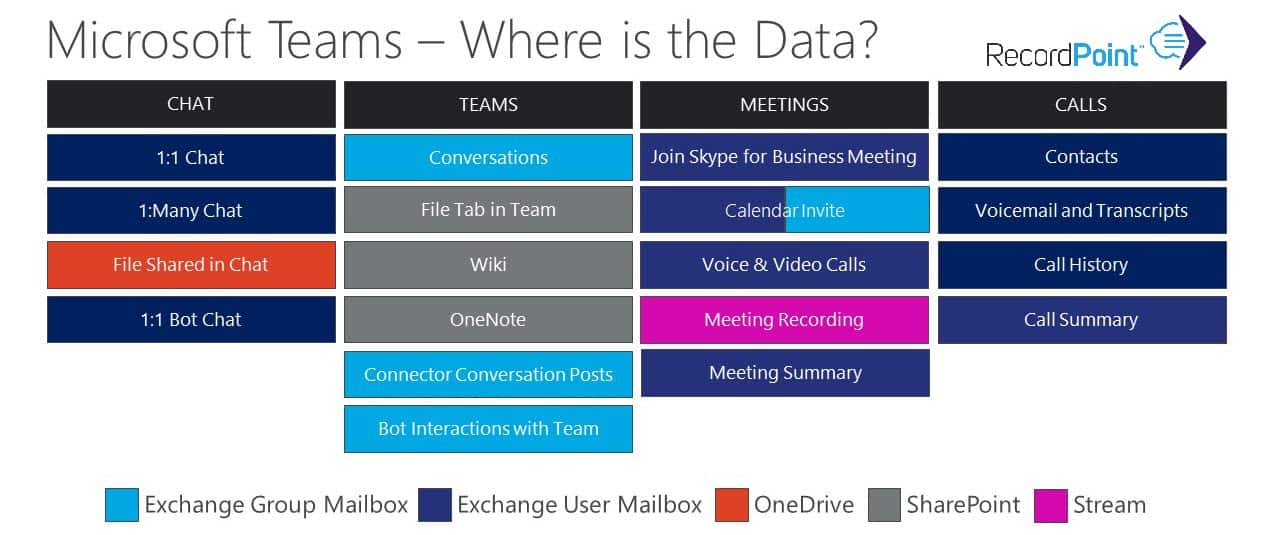 Microsoft Teams – Where is the Data?
RecordPoint™
CHAT
1:1 Chat
1:Many Chat
File Shared in Chat
1:1 Bot Chat
TEAMS
Conversations
File Tab in Team
Wiki
OneNote
Connector Conversation Posts
Bot Interactions with Team
MEETINGS
Join Skype for Business Meeting
Calendar Invite
Voice & Video Calls
Meeting Recording
Meeting Summary
CALLS
Contacts
Voicemail and Transcripts
Call History
Call Summary
Exchange Group Mailbox
Exchange User Mailbox
OneDrive
SharePoint
Stream